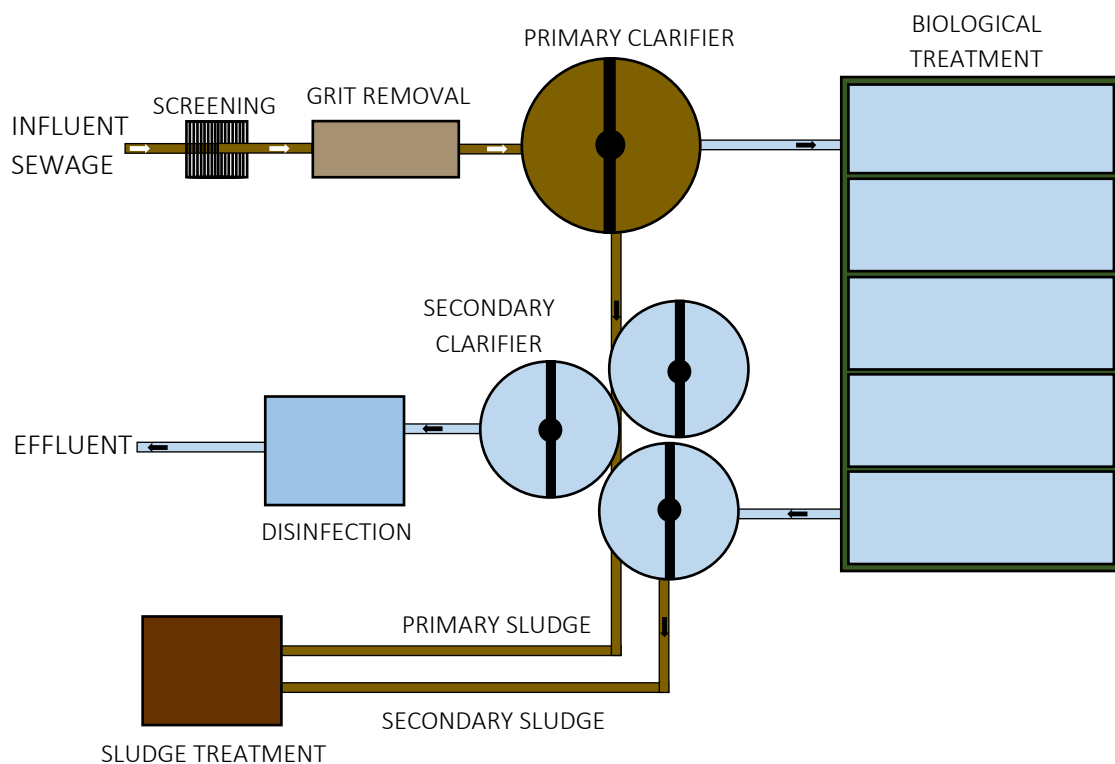 PRIMARY CLARIFIER
BIOLOGICAL
TREATMENT
SCREENING
GRIT REMOVAL
INFLUENT
SEWAGE
SECONDARY
CLARIFIER
EFFLUENT
DISINFECTION
PRIMARY SLUDGE
SECONDARY SLUDGE
SLUDGE TREATMENT